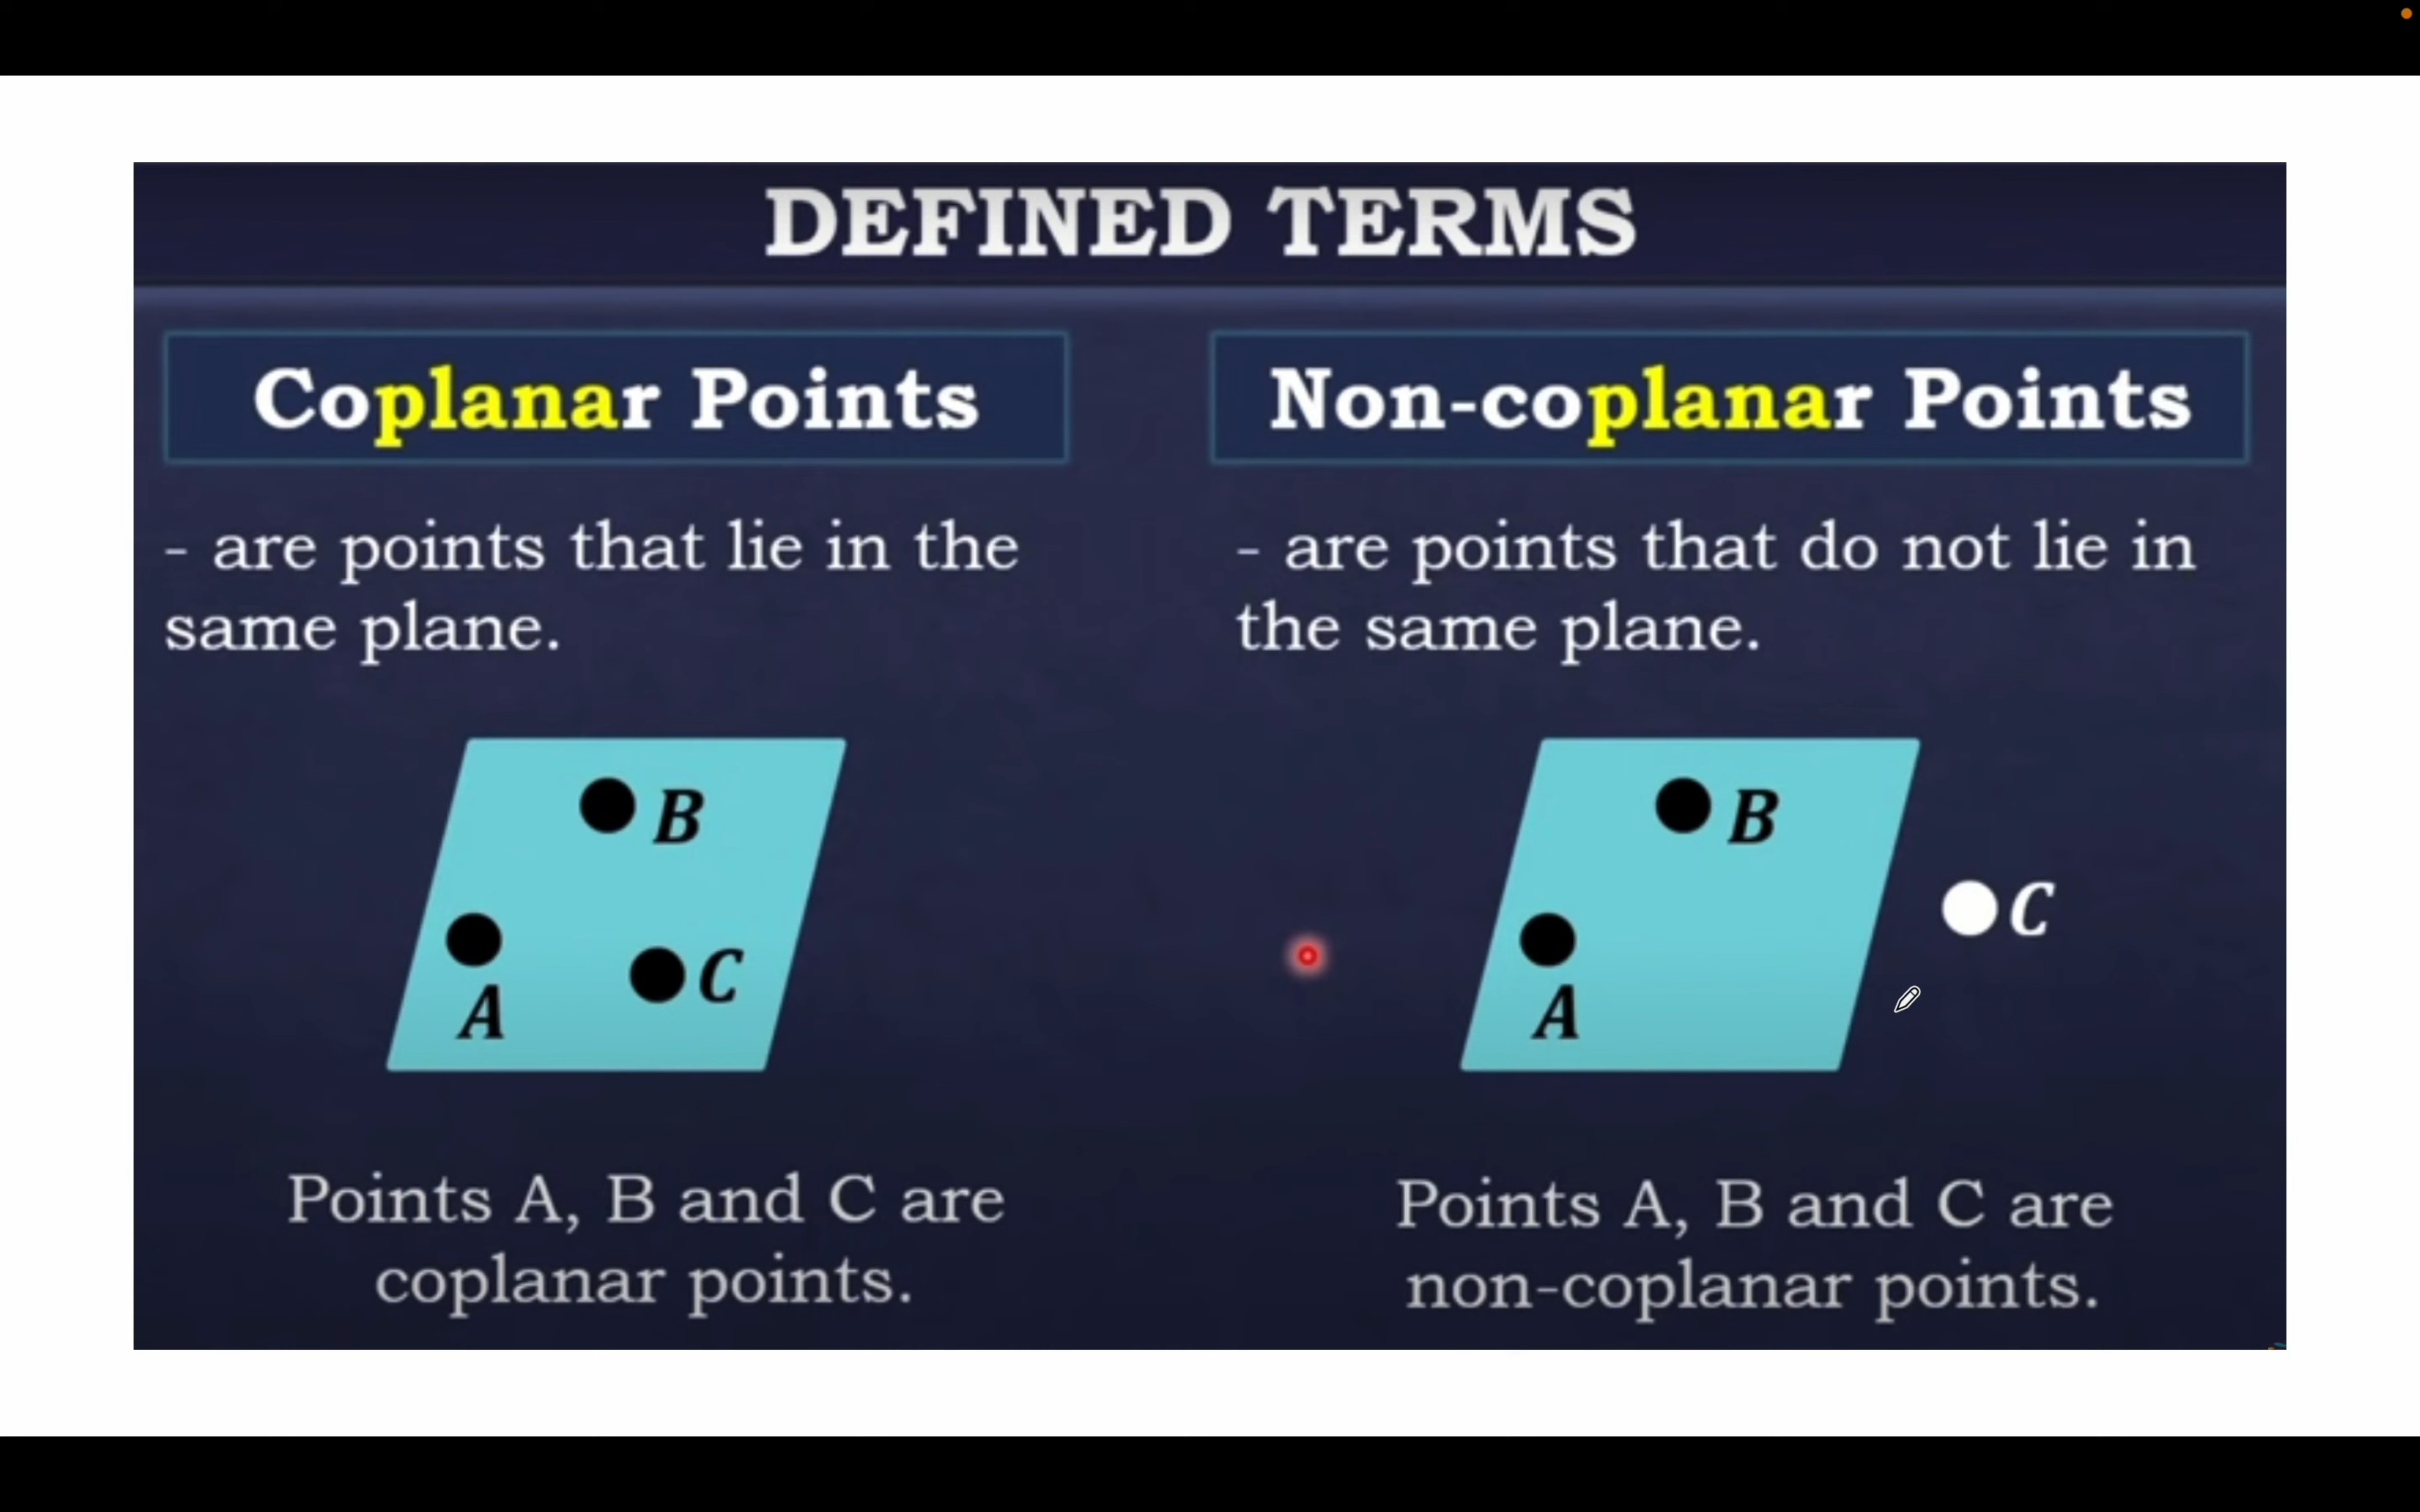 DEFINED TERMS
Coplanar Points
- are points that lie in the
same plane.
B
A
C
Points A, B and C are
coplanar points.
Non-coplanar Points
- are points that do not lie in
the same plane.
B
C
A
Points A, B and C are
non-coplanar points.